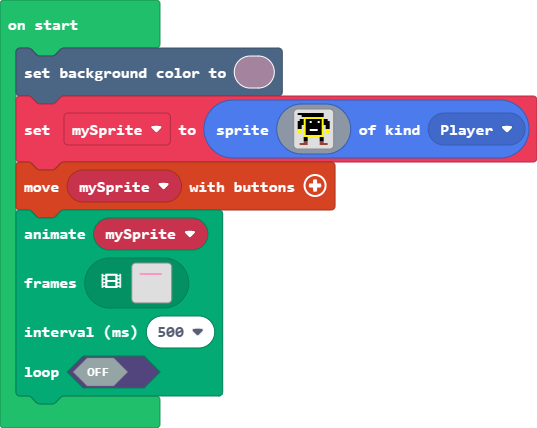 on start
set background color to
set mySprite to sprite of kind Player
move mySprite with buttons
animate mySprite
frames
interval (ms) 500
loop OFF